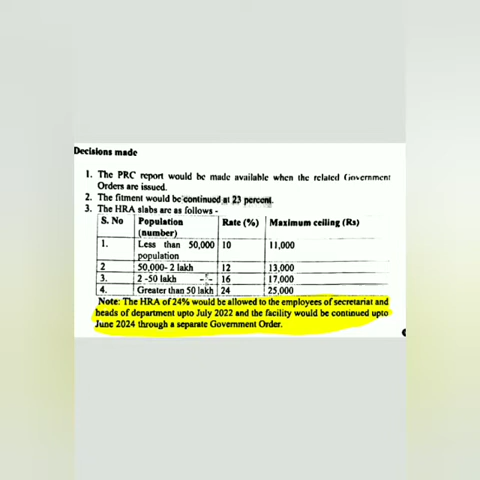 Decisions made
1. The PRC report would be made available when the related Government
Orders are issued.
2. The fitment would be continued at 23 percent.
3. The HRA slabs are as follows -
S. No Population (number) Rate (%) Maximum ceiling (Rs)
1. Less than 50,000 population 10 11,000
2 50,000- 2 lakh 12 13,000
3. 2 -50 lakh 16 17,000
4. Greater than 50 lakh 24 25,000
Note: The HRA of 24% would be allowed to the employees of secretariat and
heads of department upto July 2022 and the facility would be continued upto
June 2024 through a separate Government Order.